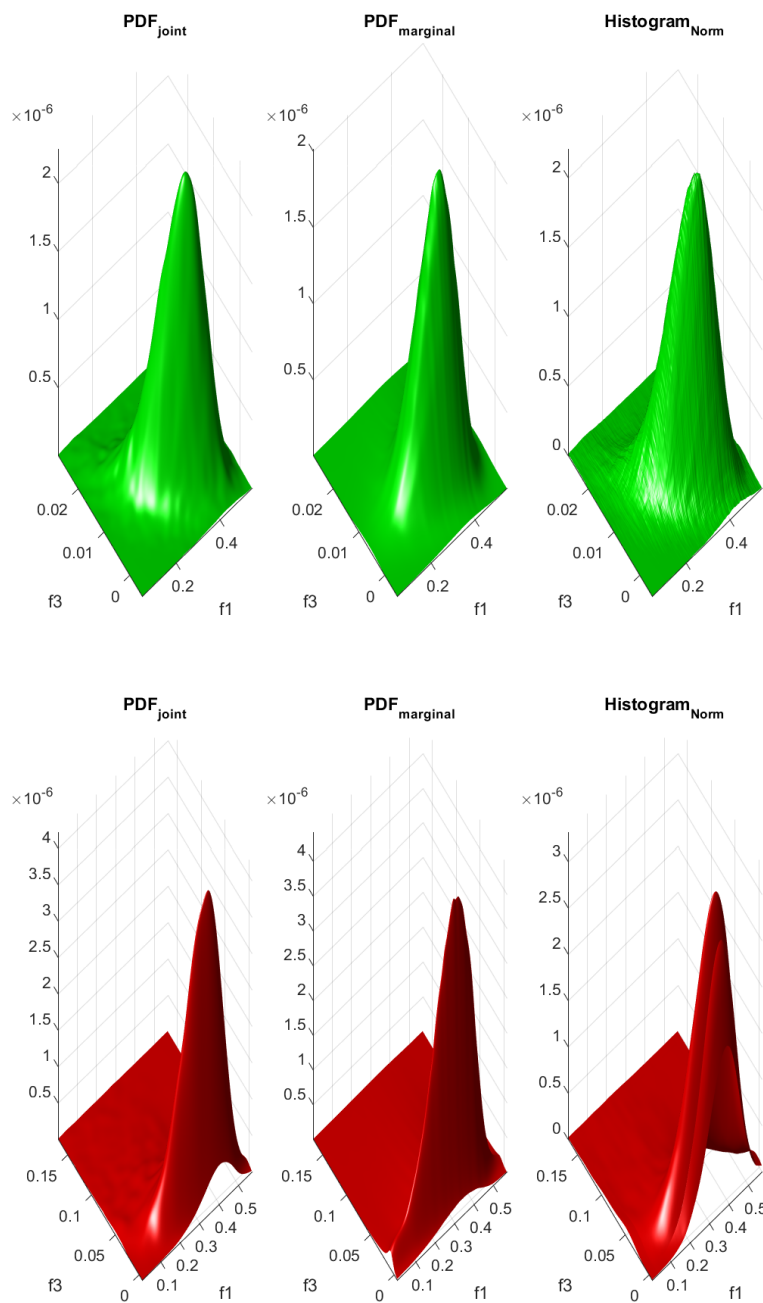 PDF_joint PDF_marginal Histogram_Norm
×10^-6 ×10^-6 ×10^-6
2 2 2
1.5 1.5 1.5
1 1 1
0.5 0.5 0.5
0
0.02 0.02 0.02
0.01 0.4 0.01 0.4 0.01 0.4
0 0.2 0 0.2 0 0.2
f3 f1 f3 f1 f3 f1
PDF_joint PDF_marginal Histogram_Norm
×10^-6 ×10^-6 ×10^-6
4 4 3
3.5 3.5 2.5
3 3 2
2.5 2.5 1.5
2 2 1
1.5 1.5 0.5
1 1 0
0.5 0.5
0.15 0.15 0.15
0.1 0.5 0.1 0.5 0.1 0.5
0.05 0.4 0.05 0.4 0.05 0.4
0.3 0.3 0.3
0.2 0.2 0.2
0 0.1 0 0.1 0 0.1
f3 f1 f3 f1 f3 f1